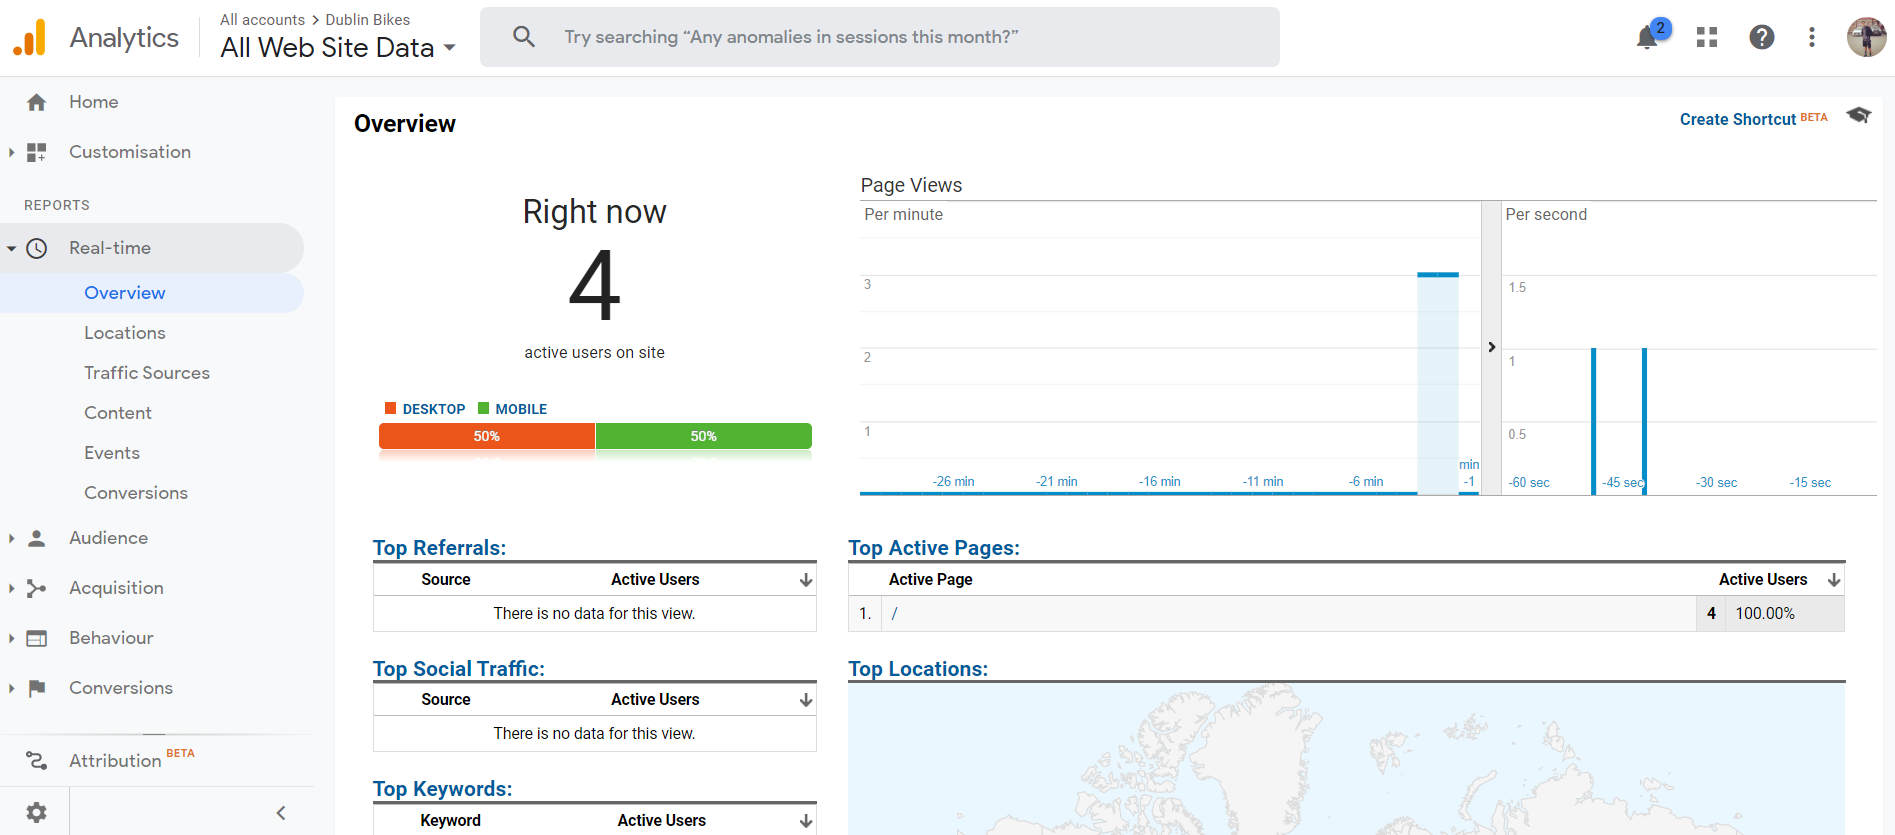 Analytics
All accounts > Dublin Bikes
All Web Site Data
Try searching “Any anomalies in sessions this month?”
2
Home
Customisation
REPORTS
Real-time
Overview
Locations
Traffic Sources
Content
Events
Conversions
Audience
Acquisition
Behaviour
Conversions
Attribution BETA
Overview
Create Shortcut BETA
Right now
4
active users on site
DESKTOP MOBILE
50% 50%
Page Views
Per minute
3
2
1
-26 min -21 min -16 min -11 min -6 min min
-1
Per second
1.5
1
0.5
-60 sec -45 sec -30 sec -15 sec
Top Referrals:
Source Active Users
There is no data for this view.
Top Active Pages:
Active Page Active Users
1. / 4 100.00%
Top Social Traffic:
Source Active Users
There is no data for this view.
Top Locations:
Top Keywords:
Keyword Active Users